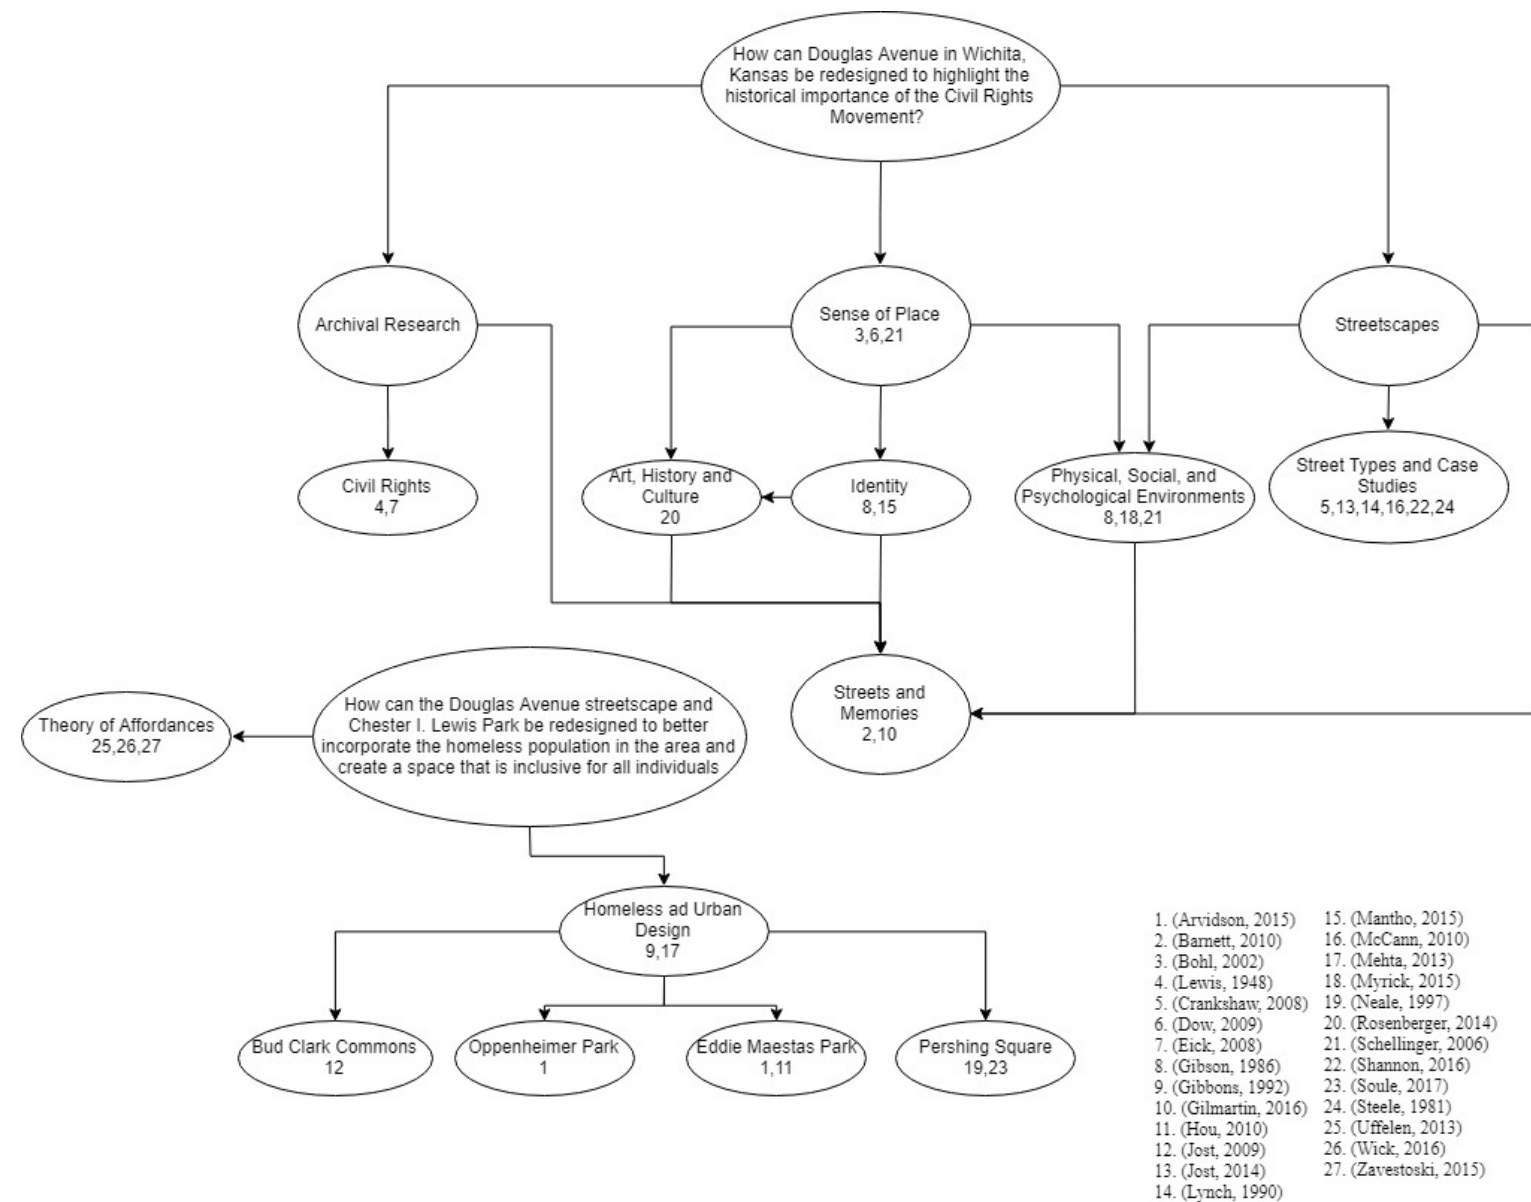 How can Douglas Avenue in Wichita,
Kansas be redesigned to highlight the
historical importance of the Civil Rights
Movement?
Archival Research
Sense of Place
3,6,21
Streetscapes
Civil Rights
4,7
Art, History and
Culture
20
Identity
8,15
Physical, Social, and
Psychological Environments
8,18,21
Street Types and Case
Studies
5,13,14,16,22,24
Streets and
Memories
2,10
Theory of Affordances
25,26,27
How can the Douglas Avenue streetscape and
Chester I. Lewis Park be redesigned to better
incorporate the homeless population in the area and
create a space that is inclusive for all individuals
Homeless ad Urban
Design
9,17
Bud Clark Commons
12
Oppenheimer Park
1
Eddie Maestas Park
1,11
Pershing Square
19,23
1. (Arvidson, 2015)
2. (Barnett, 2010)
3. (Bohl, 2002)
4. (Lewis, 1948)
5. (Crankshaw, 2008)
6. (Dow, 2009)
7. (Eick, 2008)
8. (Gibson, 1986)
9. (Gibbons, 1992)
10. (Gilmartin, 2016)
11. (Hou, 2010)
12. (Jost, 2009)
13. (Jost, 2014)
14. (Lynch, 1990)
15. (Mantho, 2015)
16. (McCann, 2010)
17. (Mehta, 2013)
18. (Myrick, 2015)
19. (Neale, 1997)
20. (Rosenberger, 2014)
21. (Schellinger, 2006)
22. (Shannon, 2016)
23. (Soule, 2017)
24. (Steele, 1981)
25. (Uffelen, 2013)
26. (Wick, 2016)
27. (Zavestoski, 2015)